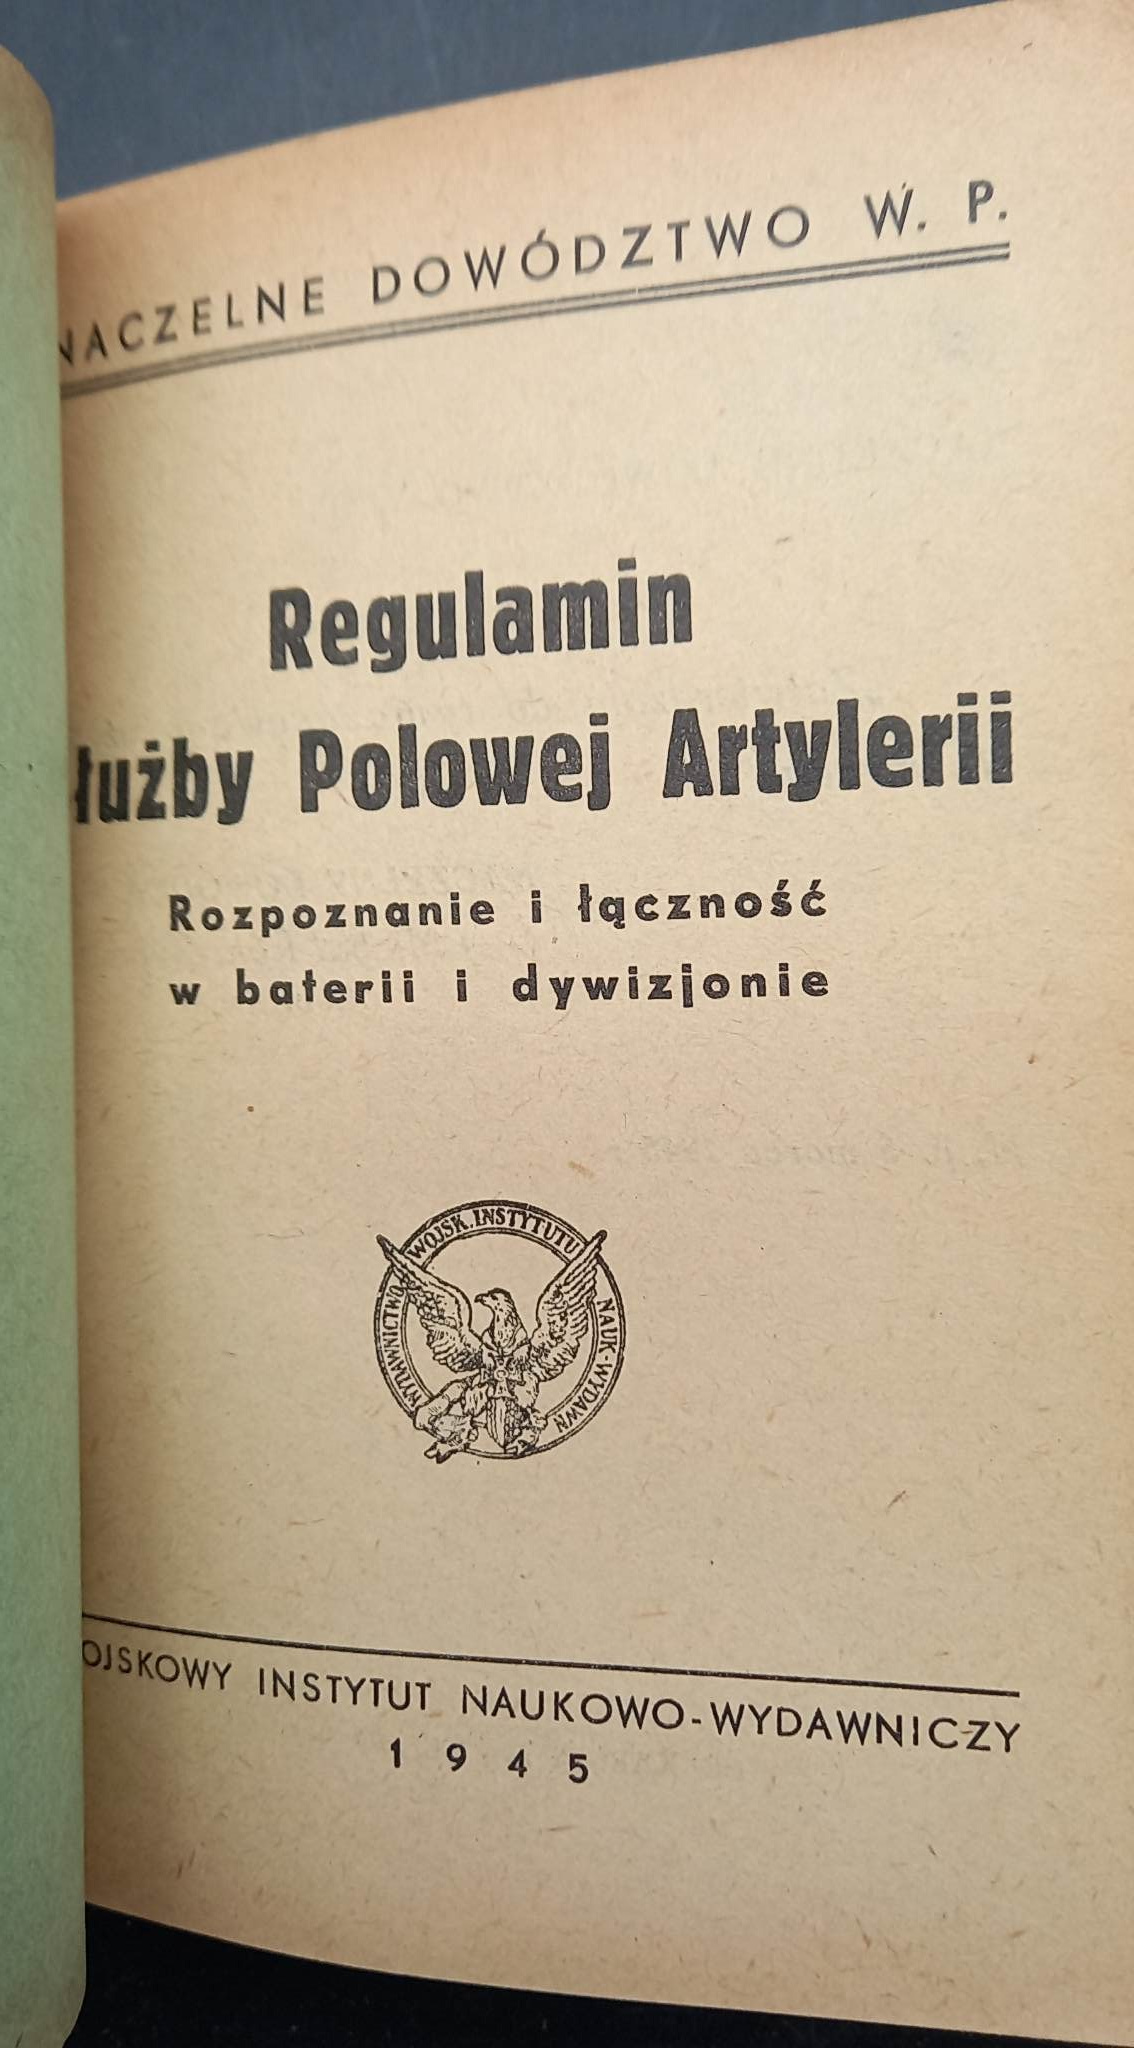 NACZELNE DOWÓDZTWO W. P.
Regulamin
łużby Polowej Artylerii
Rozpoznanie i łączność
w baterii i dywizjonie
WYDAWNICTWO WOJSK. INSTYTUTU NAUK.-WYDAWN
OJSKOWY INSTYTUT NAUKOWO-WYDAWNICZY
1945